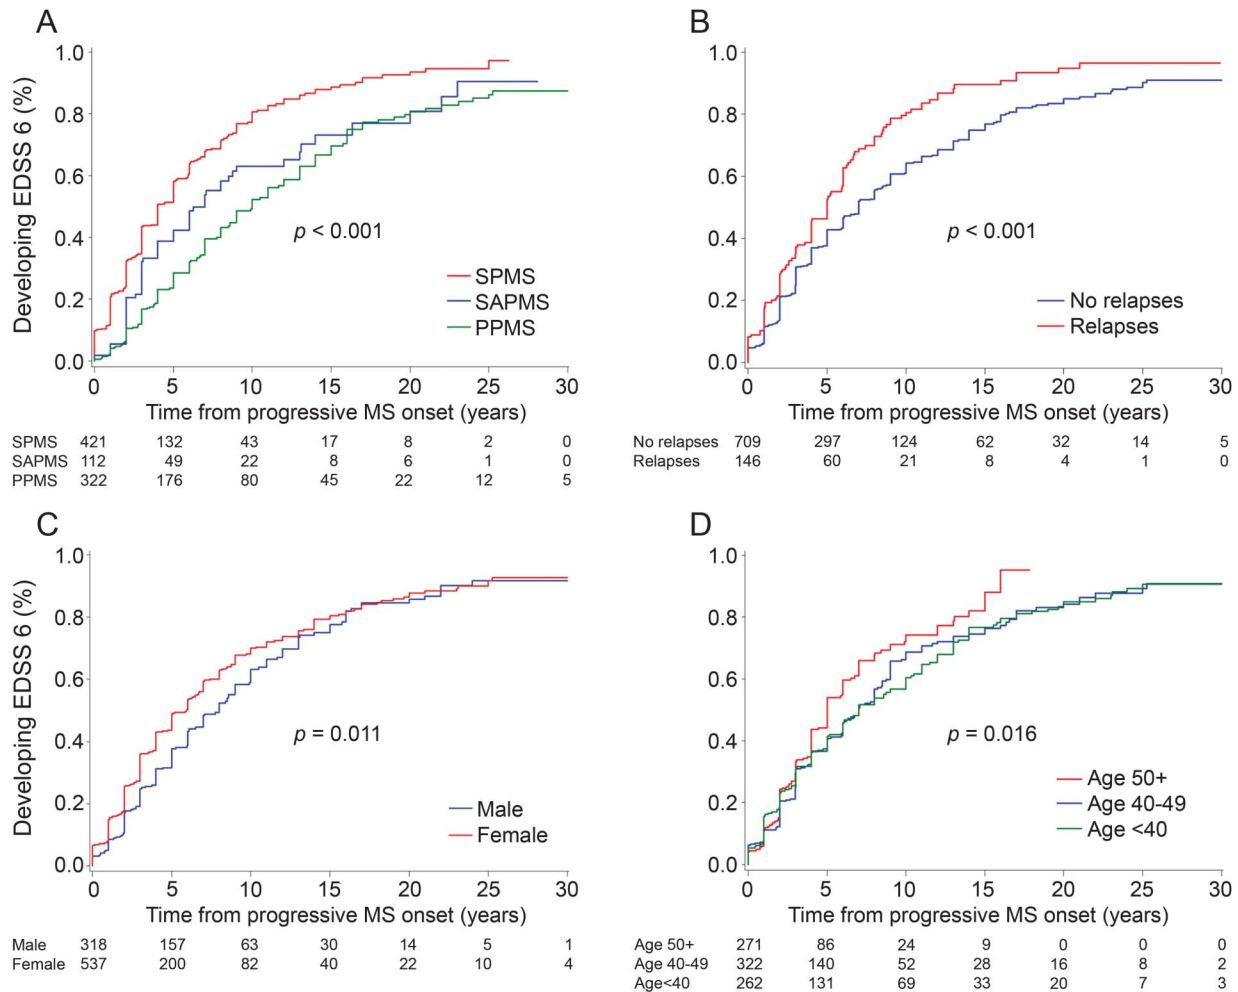 A
Developing EDSS 6 (%)
1.0
0.8
0.6
0.4
0.2
0.0
p < 0.001
SPMS
SAPMS
PPMS
0 5 10 15 20 25 30
Time from progressive MS onset (years)
SPMS 421 132 43 17 8 2 0
SAPMS 112 49 22 8 6 1 0
PPMS 322 176 80 45 22 12 5
B
1.0
0.8
0.6
0.4
0.2
0.0
p < 0.001
No relapses
Relapses
0 5 10 15 20 25 30
Time from progressive MS onset (years)
No relapses 709 297 124 62 32 14 5
Relapses 146 60 21 8 4 1 0
C
Developing EDSS 6 (%)
1.0
0.8
0.6
0.4
0.2
0.0
p = 0.011
Male
Female
0 5 10 15 20 25 30
Time from progressive MS onset (years)
Male 318 157 63 30 14 5 1
Female 537 200 82 40 22 10 4
D
1.0
0.8
0.6
0.4
0.2
0.0
p = 0.016
Age 50+
Age 40-49
Age <40
0 5 10 15 20 25 30
Time from progressive MS onset (years)
Age 50+ 271 86 24 9 0 0 0
Age 40-49 322 140 52 28 16 8 2
Age<40 262 131 69 33 20 7 3